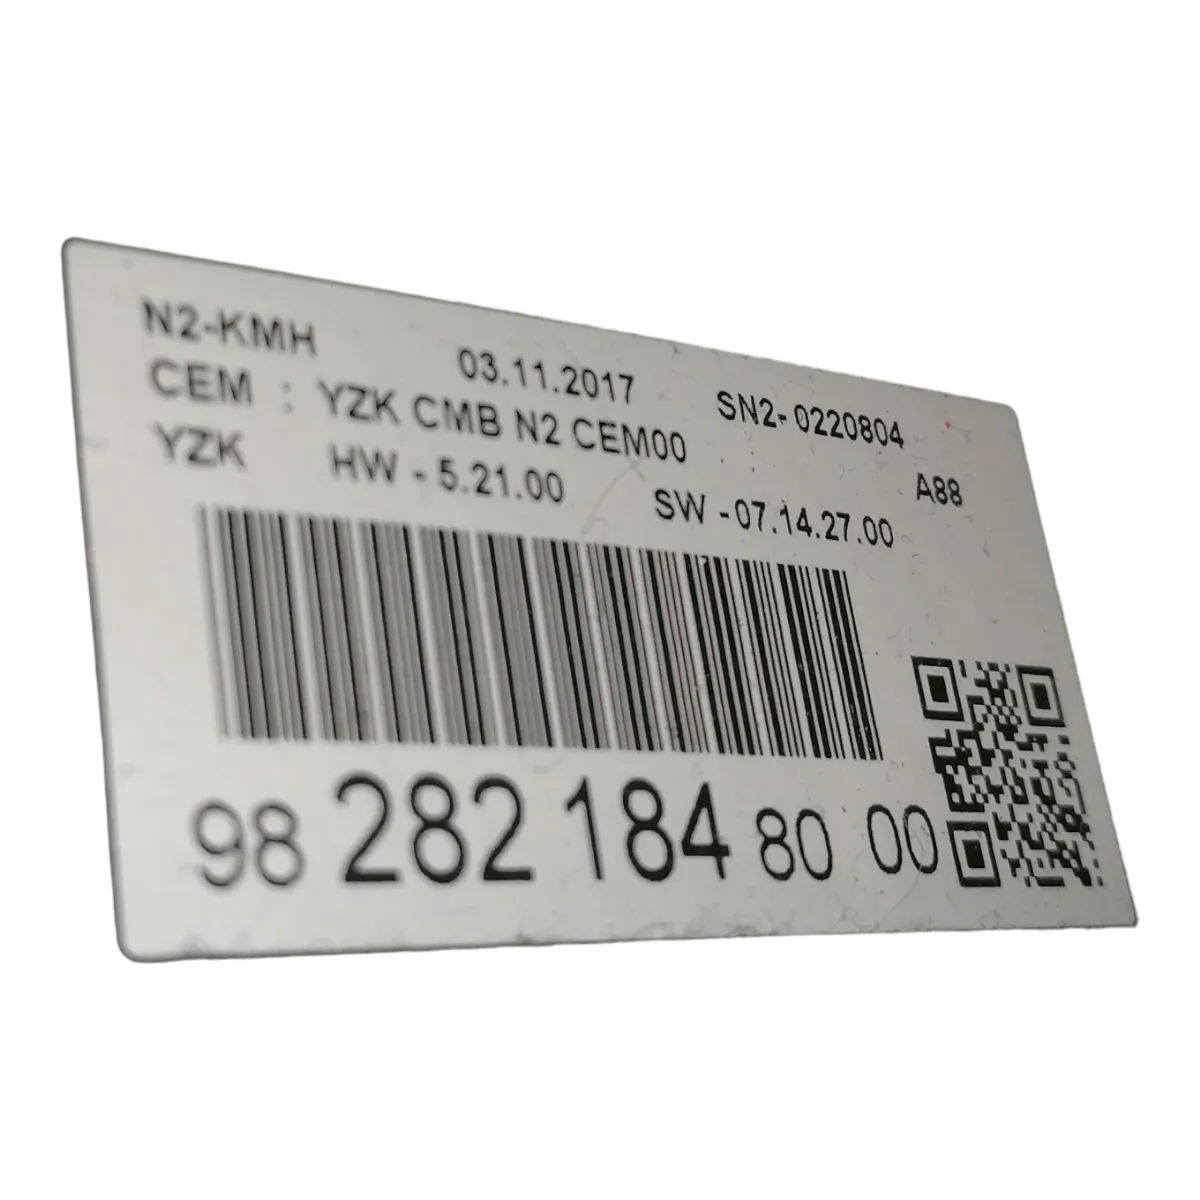 N2-KMH 03.11.2017 SN2-0220804
CEM : YZK CMB N2 CEM00 A88
YZK HW - 5.21.00 SW - 07.14.27.00
98 282 184 80 00